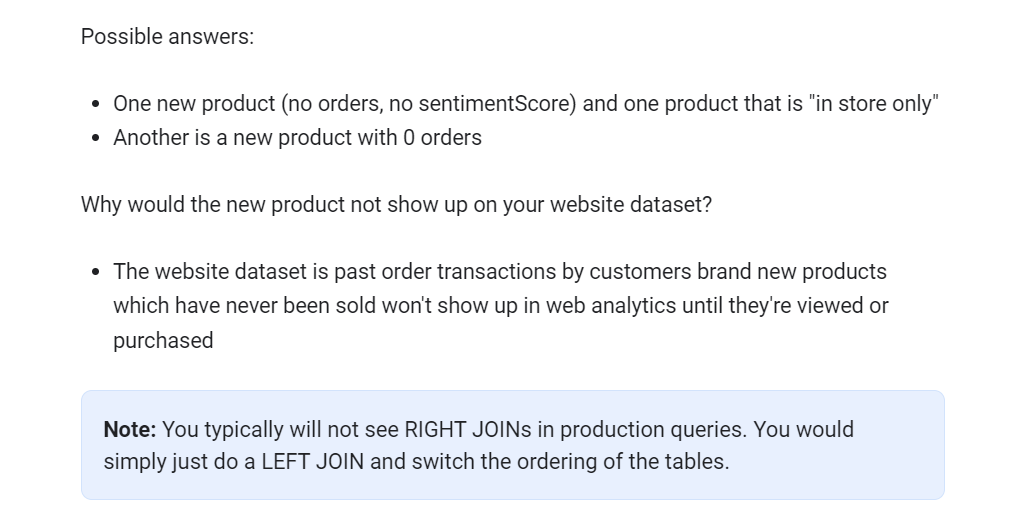 Possible answers:
One new product (no orders, no sentimentScore) and one product that is "in store only"
Another is a new product with 0 orders
Why would the new product not show up on your website dataset?
The website dataset is past order transactions by customers brand new products
which have never been sold won't show up in web analytics until they're viewed or
purchased
Note: You typically will not see RIGHT JOINs in production queries. You would
simply just do a LEFT JOIN and switch the ordering of the tables.